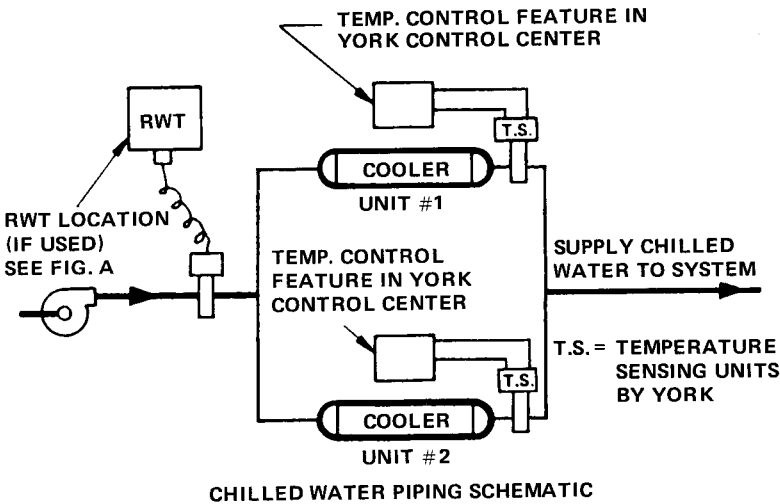 TEMP. CONTROL FEATURE IN
YORK CONTROL CENTER
RWT
T.S.
COOLER
UNIT #1
RWT LOCATION
(IF USED)
SEE FIG. A
TEMP. CONTROL
FEATURE IN YORK
CONTROL CENTER
SUPPLY CHILLED
WATER TO SYSTEM
T.S. = TEMPERATURE
SENSING UNITS
BY YORK
T.S.
COOLER
UNIT #2
CHILLED WATER PIPING SCHEMATIC